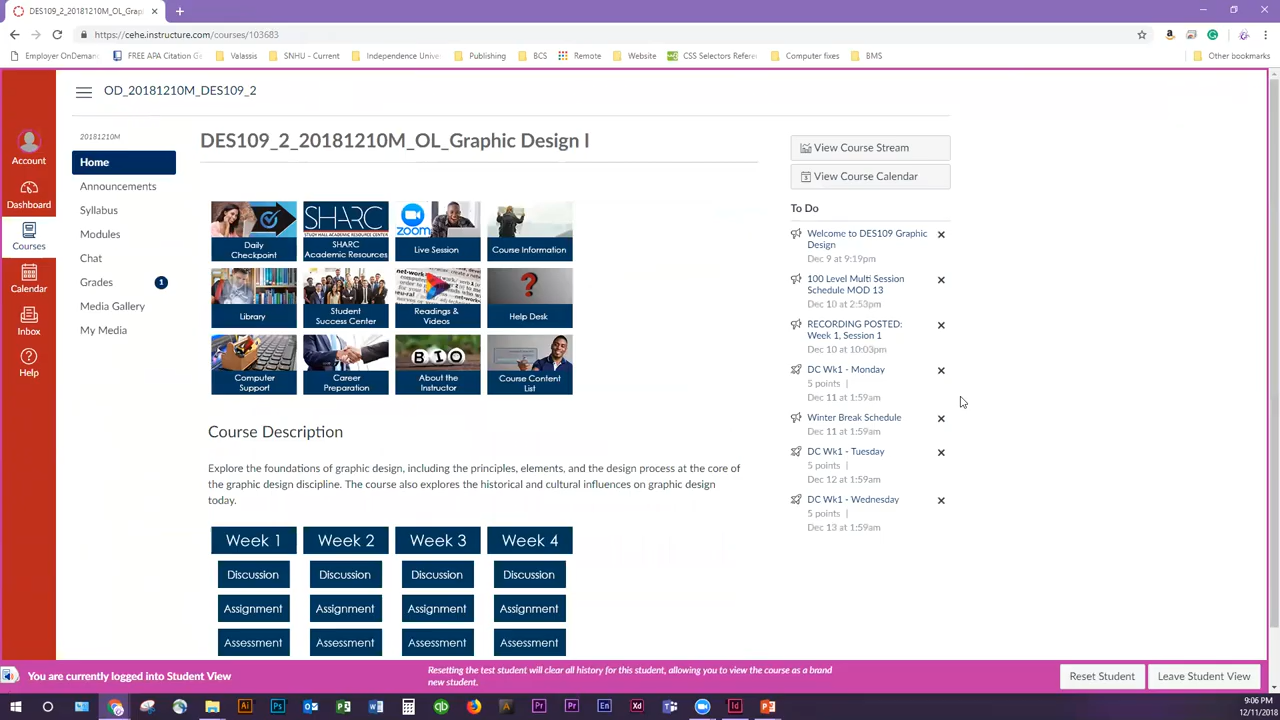 DES109_2_20181210M_OL_Gra
https://cehe.instructure.com/courses/103683
Employer OnDeman
FREE APA Citation Ge
Valassis
SNHU - Current
Independence Unive
Publishing
BCS
Remote
Website
CSS Selectors Refere
Computer fixes
BMS
Other bookmarks
OD_20181210M_DES109_2
Account
Dashboard
Courses
Calendar
Inbox
Help
20181210M
Home
Announcements
Syllabus
Modules
Chat
Grades 1
Media Gallery
My Media
DES109_2_20181210M_OL_Graphic Design I
Daily
Checkpoint
SHARC
STUDY HALL ACADEMIC RESOURCE CENTER
SHARC
Academic Resources
zoom
Live Session
Course Information
Library
Student
Success Center
Readings &
Videos
?
Help Desk
Computer
Support
Career
Preparation
BIO
About the
Instructor
Course Content
List
Course Description
Explore the foundations of graphic design, including the principles, elements, and the design process at the core of
the graphic design discipline. The course also explores the historical and cultural influences on graphic design
today.
Week 1 Week 2 Week 3 Week 4
Discussion Discussion Discussion Discussion
Assignment Assignment Assignment Assignment
Assessment Assessment Assessment Assessment
View Course Stream
View Course Calendar
To Do
Welcome to DES109 Graphic
Design
Dec 9 at 9:19pm
100 Level Multi Session
Schedule MOD 13
Dec 10 at 2:53pm
RECORDING POSTED:
Week 1, Session 1
Dec 10 at 10:03pm
DC Wk1 - Monday
5 points |
Dec 11 at 1:59am
Winter Break Schedule
Dec 11 at 1:59am
DC Wk1 - Tuesday
5 points |
Dec 12 at 1:59am
DC Wk1 - Wednesday
5 points |
Dec 13 at 1:59am
You are currently logged into Student View
Resetting the test student will clear all history for this student, allowing you to view the course as a brand
new student.
Reset Student
Leave Student View
9:06 PM
12/11/2018